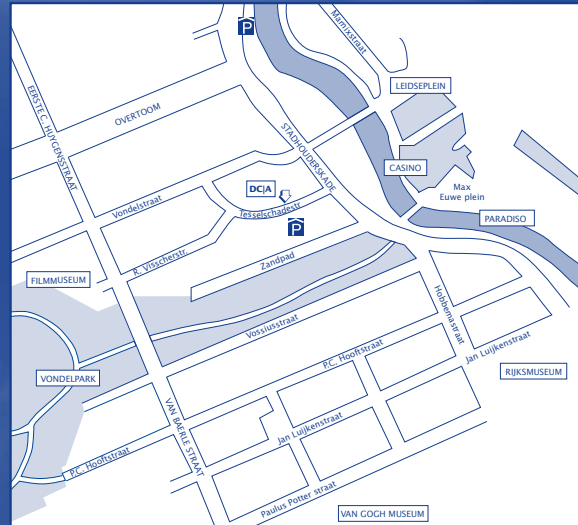 P
Marnixstraat
LEIDSEPLEIN
EERSTE C. HUYGENSSTRAAT
OVERTOOM
STADHOUDERSKADE
CASINO
DC|A
Max
Euwe plein
Vondelstraat
Tesselschadestr
PARADISO
P
R. Visscherstr.
Zandpad
FILMMUSEUM
Hobbemastraat
Vossiusstraat
P.C. Hooftstraat
Jan Luijkenstraat
RIJKSMUSEUM
VONDELPARK
VAN BAERLE STRAAT
Jan Luijkenstraat
P.C. Hooftstraat
Paulus Potter straat
VAN GOGH MUSEUM